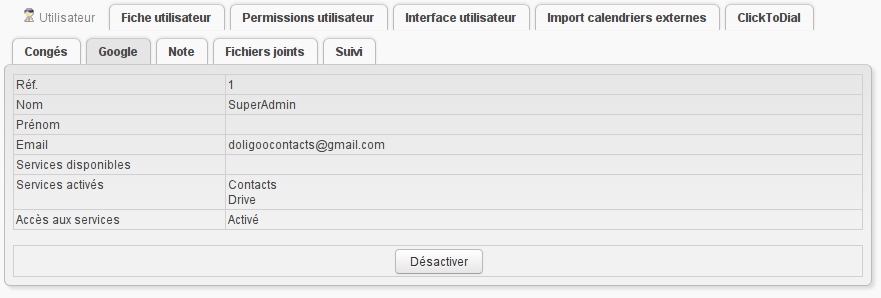 Utilisateur Fiche utilisateur Permissions utilisateur Interface utilisateur Import calendriers externes ClickToDial
Congés Google Note Fichiers joints Suivi
Réf. 1
Nom SuperAdmin
Prénom
Email doligoocontacts@gmail.com
Services disponibles
Services activés Contacts
Drive
Accès aux services Activé
Désactiver